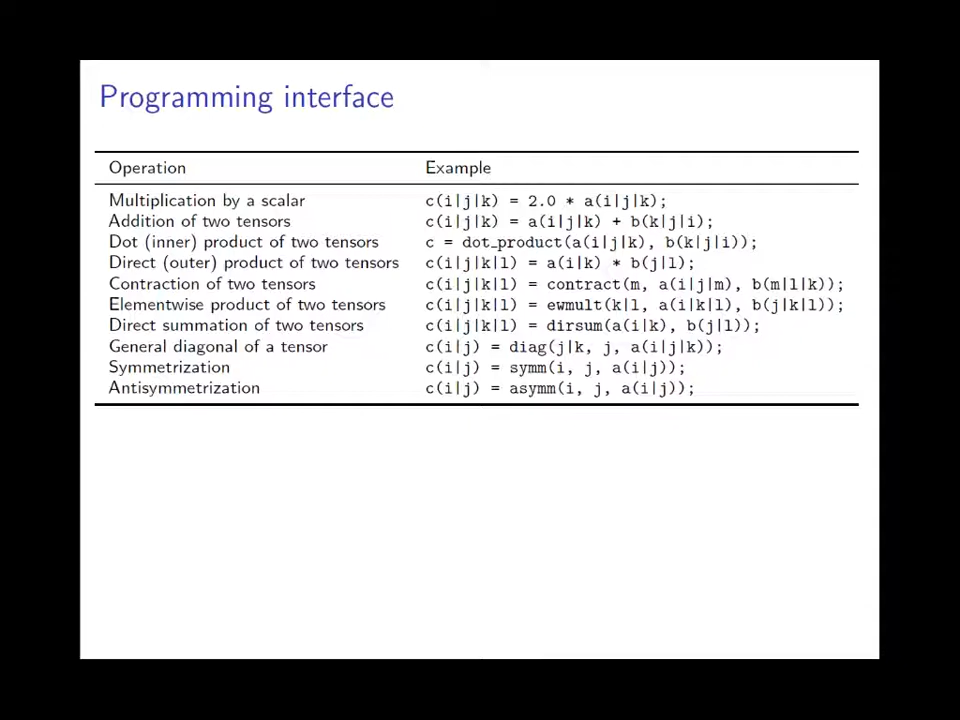 Programming interface
Operation Example
Multiplication by a scalar c(i|j|k) = 2.0 * a(i|j|k);
Addition of two tensors c(i|j|k) = a(i|j|k) + b(k|j|i);
Dot (inner) product of two tensors c = dot_product(a(i|j|k), b(k|j|i));
Direct (outer) product of two tensors c(i|j|k|l) = a(i|k) * b(j|l);
Contraction of two tensors c(i|j|k|l) = contract(m, a(i|j|m), b(m|l|k));
Elementwise product of two tensors c(i|j|k|l) = ewmult(k|l, a(i|k|l), b(j|k|l));
Direct summation of two tensors c(i|j|k|l) = dirsum(a(i|k), b(j|l));
General diagonal of a tensor c(i|j) = diag(j|k, j, a(i|j|k));
Symmetrization c(i|j) = symm(i, j, a(i|j));
Antisymmetrization c(i|j) = asymm(i, j, a(i|j));